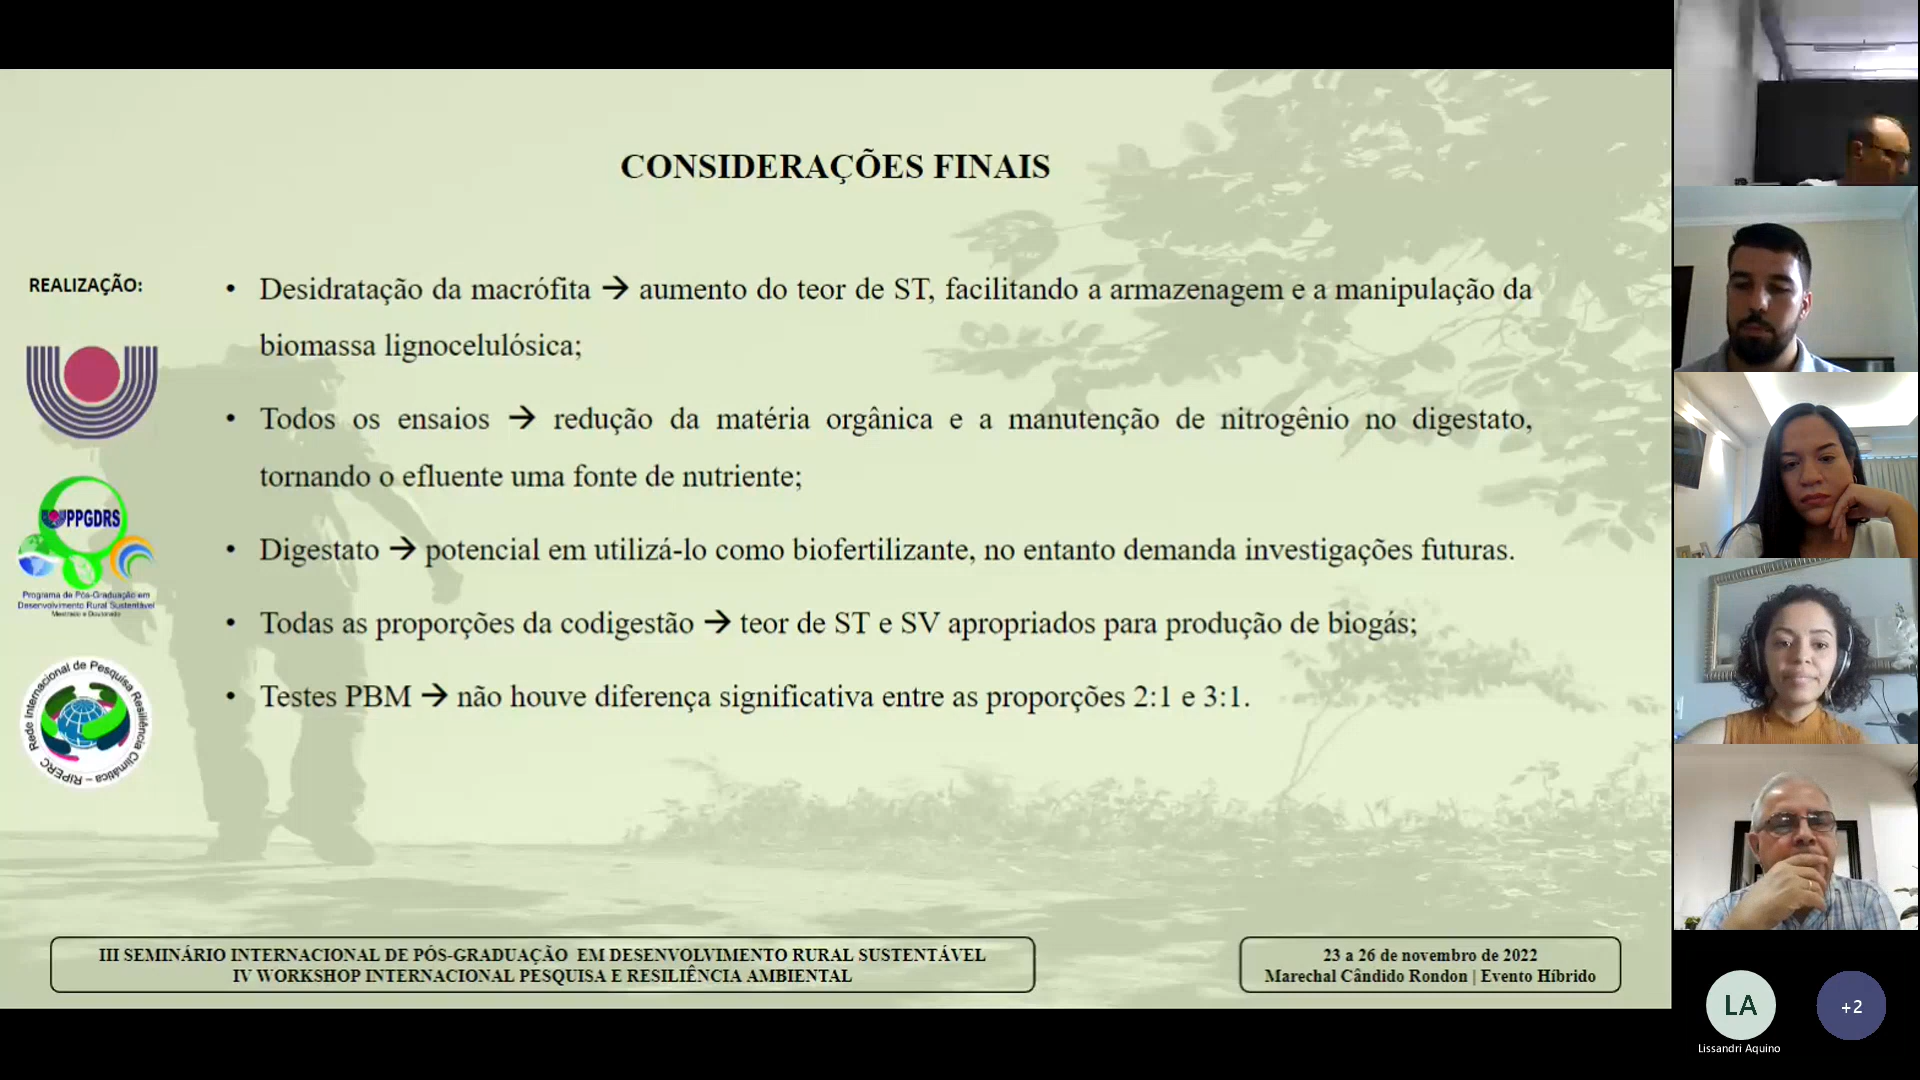 CONSIDERAÇÕES FINAIS
REALIZAÇÃO:
• Desidratação da macrófita → aumento do teor de ST, facilitando a armazenagem e a manipulação da
biomassa lignocelulósica;
• Todos os ensaios → redução da matéria orgânica e a manutenção de nitrogênio no digestato,
tornando o efluente uma fonte de nutriente;
• Digestato → potencial em utilizá-lo como biofertilizante, no entanto demanda investigações futuras.
• Todas as proporções da codigestão → teor de ST e SV apropriados para produção de biogás;
• Testes PBM → não houve diferença significativa entre as proporções 2:1 e 3:1.
PPGDRS
Programa de Pós-Graduação em
Desenvolvimento Rural Sustentável
Mestrado e Doutorado
Rede Internacional de Pesquisa Resiliência Climática – RIPERC
III SEMINÁRIO INTERNACIONAL DE PÓS-GRADUAÇÃO EM DESENVOLVIMENTO RURAL SUSTENTÁVEL
IV WORKSHOP INTERNACIONAL PESQUISA E RESILIÊNCIA AMBIENTAL
23 a 26 de novembro de 2022
Marechal Cândido Rondon | Evento Híbrido
LA
+2
Lissandri Aquino